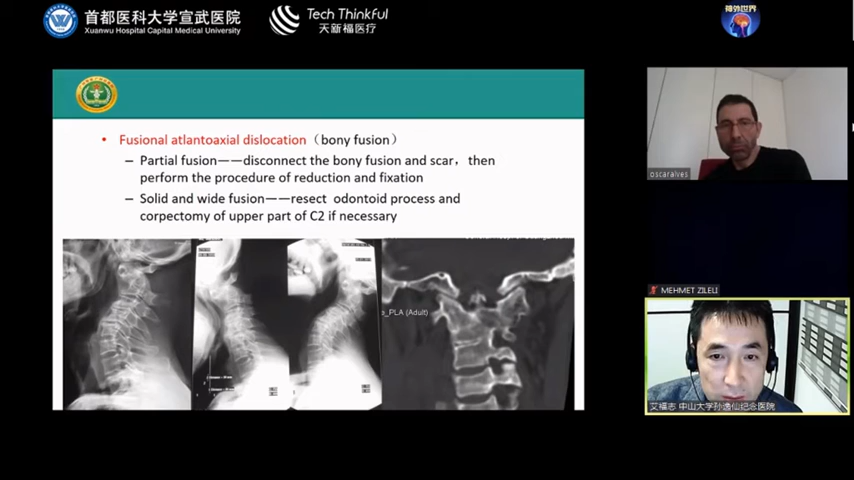 首都医科大学宣武医院
Xuanwu Hospital Capital Medical University
Tech Thinkful
天新福医疗
• Fusional atlantoaxial dislocation（bony fusion）
– Partial fusion——disconnect the bony fusion and scar，then
perform the procedure of reduction and fixation
– Solid and wide fusion——resect odontoid process and
corpectomy of upper part of C2 if necessary
_PLA (Adult)
oscaralves
MEHMET ZILELI
艾福志 中山大学孙逸仙纪念医院